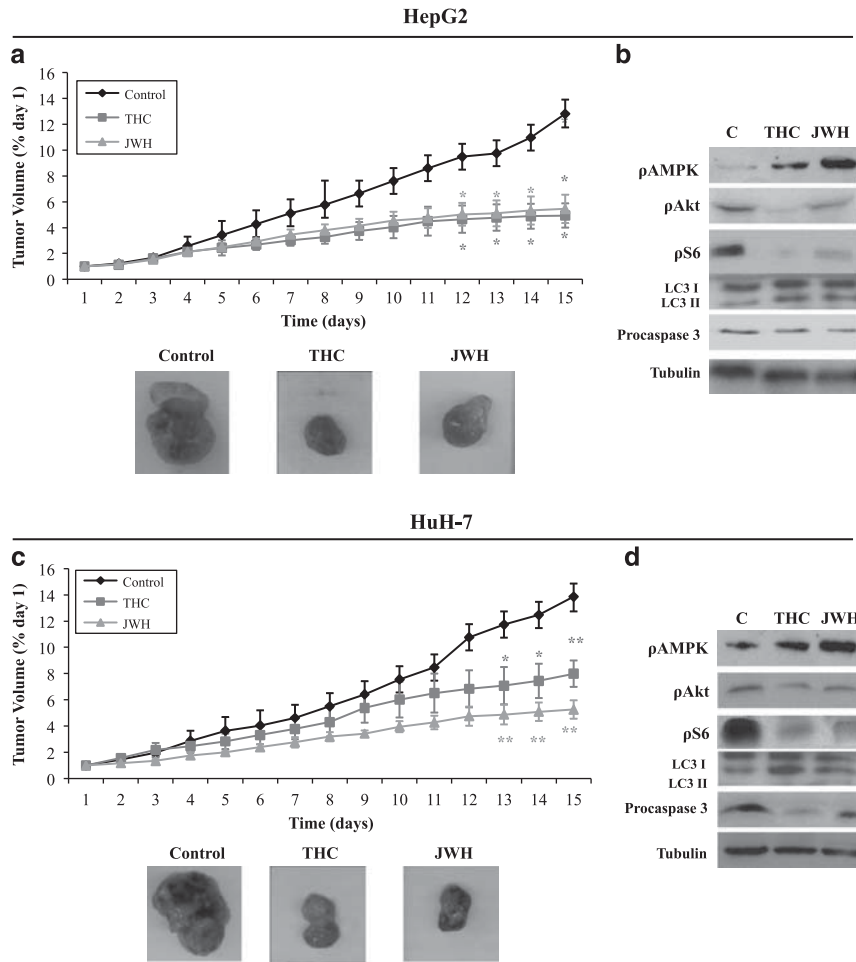 HepG2
a
Tumor Volume (% day 1)
16
14
12
10
8
6
4
2
0
Control
THC
JWH
* * * *
* * * *
1 2 3 4 5 6 7 8 9 10 11 12 13 14 15
Time (days)
Control THC JWH
b
C THC JWH
ρAMPK
ρAkt
ρS6
LC3 I
LC3 II
Procaspase 3
Tubulin
HuH-7
c
Tumor Volume (% day 1)
16
14
12
10
8
6
4
2
0
Control
THC
JWH
* * **
** ** **
1 2 3 4 5 6 7 8 9 10 11 12 13 14 15
Time (days)
Control THC JWH
d
C THC JWH
ρAMPK
ρAkt
ρS6
LC3 I
LC3 II
Procaspase 3
Tubulin